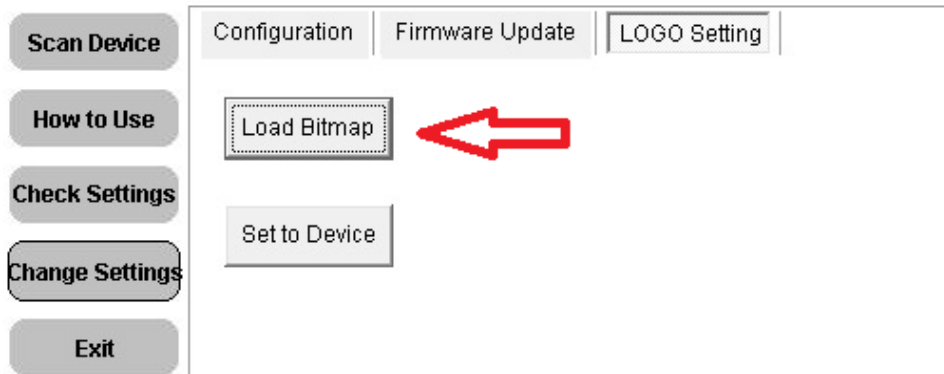 Scan Device
How to Use
Check Settings
Change Settings
Exit
Configuration
Firmware Update
LOGO Setting
Load Bitmap
Set to Device